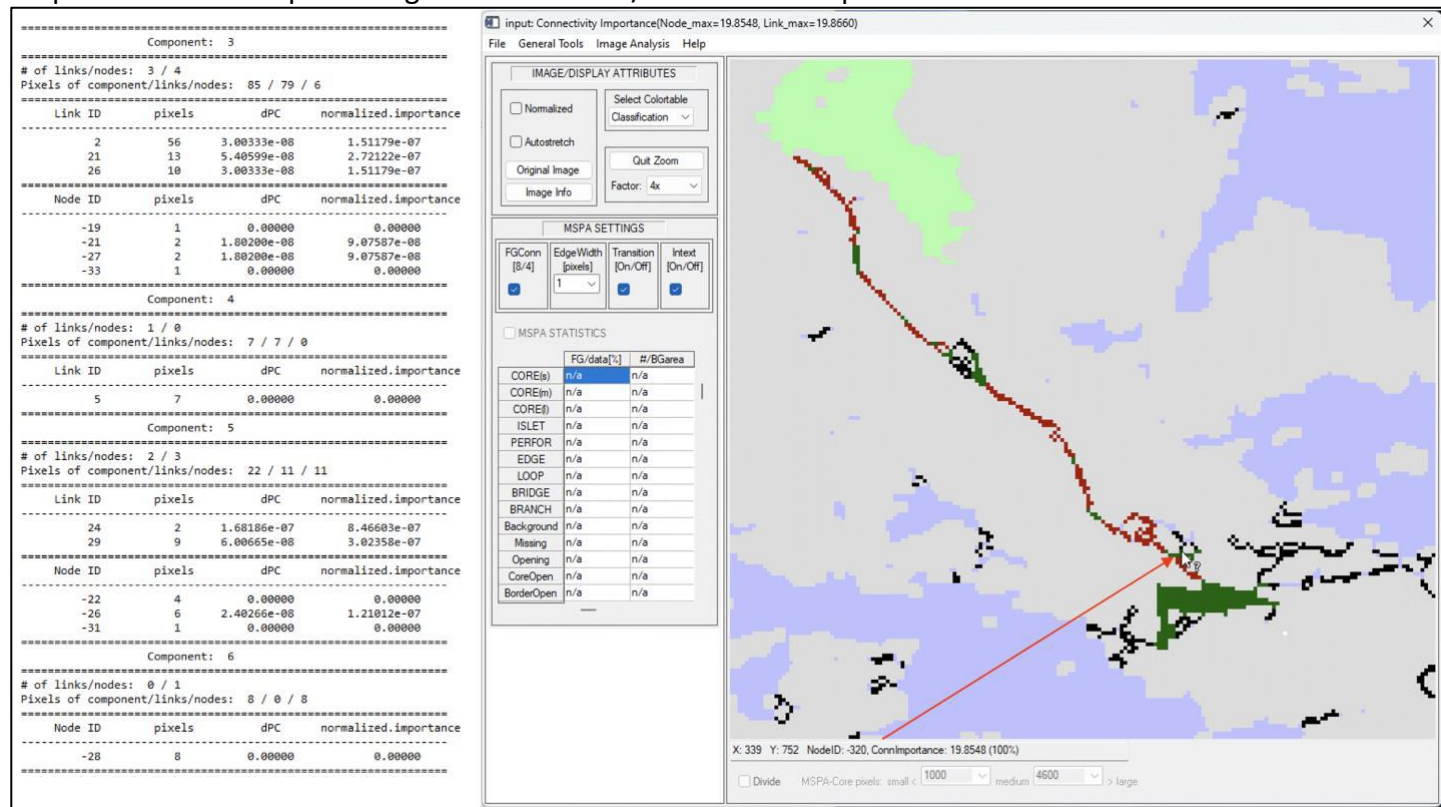 Component: 3
# of links/nodes: 3 / 4
Pixels of component/links/nodes: 85 / 79 / 6
Link ID pixels dPC normalized.importance
2 56 3.00333e-08 1.51179e-07
21 13 5.40599e-08 2.72122e-07
26 10 3.00333e-08 1.51179e-07
Node ID pixels dPC normalized.importance
-19 1 0.00000 0.00000
-21 2 1.80200e-08 9.07587e-08
-27 2 1.80200e-08 9.07587e-08
-33 1 0.00000 0.00000
Component: 4
# of links/nodes: 1 / 0
Pixels of component/links/nodes: 7 / 7 / 0
Link ID pixels dPC normalized.importance
5 7 0.00000 0.00000
Component: 5
# of links/nodes: 2 / 3
Pixels of component/links/nodes: 22 / 11 / 11
Link ID pixels dPC normalized.importance
24 2 1.68186e-07 8.46603e-07
29 9 6.00665e-08 3.02358e-07
Node ID pixels dPC normalized.importance
-22 4 0.00000 0.00000
-26 6 2.40266e-08 1.21012e-07
-31 1 0.00000 0.00000
Component: 6
# of links/nodes: 0 / 1
Pixels of component/links/nodes: 8 / 0 / 8
Node ID pixels dPC normalized.importance
-28 8 0.00000 0.00000
input: Connectivity Importance(Node_max=19.8548, Link_max=19.8660)
File General Tools Image Analysis Help
IMAGE/DISPLAY ATTRIBUTES
Normalized
Autostretch
Original Image
Image Info
Select Colortable
Classification
Quit Zoom
Factor: 4x
MSPA SETTINGS
FGConn EdgeWidth Transition Intext
[8/4] [pixels] [On/Off] [On/Off]
1
MSPA STATISTICS
FG/data[%] #/BGarea
CORE(s) n/a n/a
CORE(m) n/a n/a
CORE(l) n/a n/a
ISLET n/a n/a
PERFOR n/a n/a
EDGE n/a n/a
LOOP n/a n/a
BRIDGE n/a n/a
BRANCH n/a n/a
Background n/a n/a
Missing n/a n/a
Opening n/a n/a
CoreOpen n/a n/a
BorderOpen n/a n/a
X: 339 Y: 752 NodeID: -320, ConnImportance: 19.8548 (100%)
Divide MSPA-Core pixels: small < 1000 medium 4600 > large